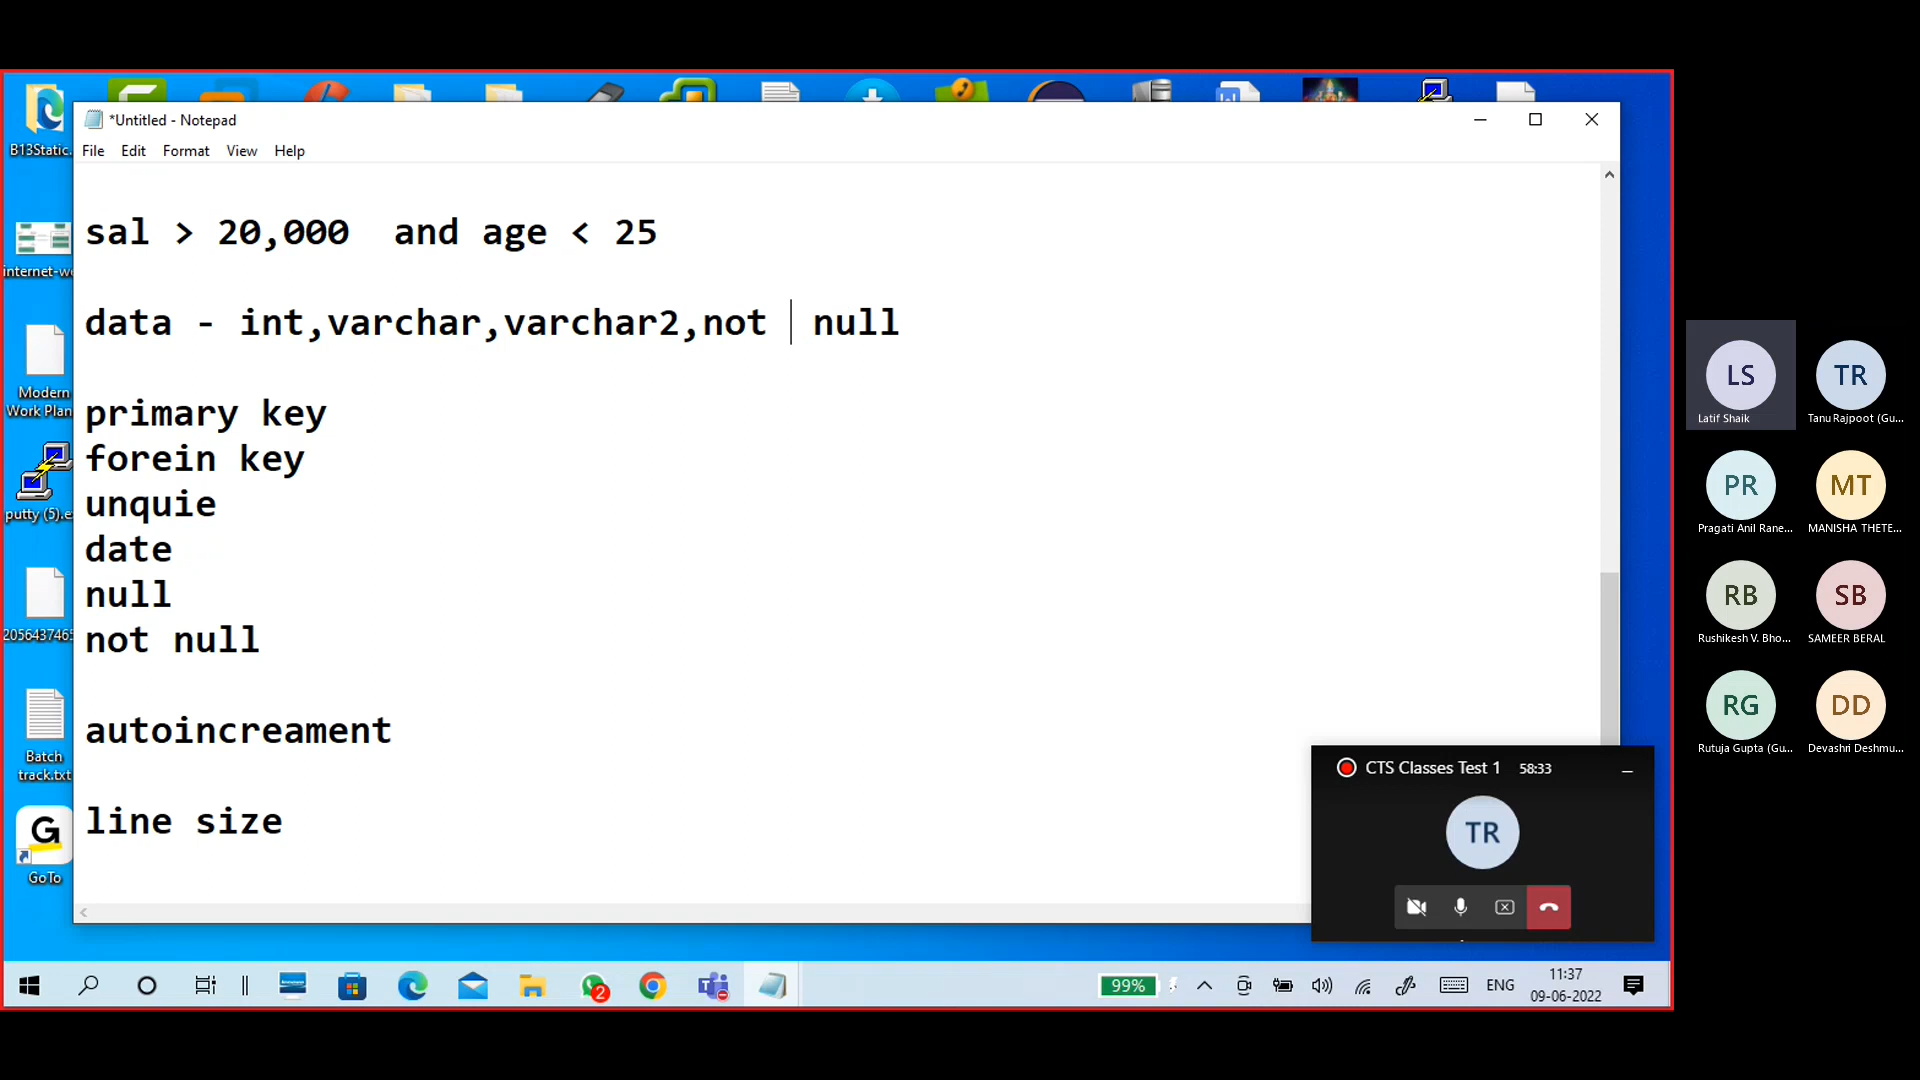 B13Static.
internet-we
Modern
Work Plan
putty (5).e
2056437465
Batch
track.txt
G
GoTo
*Untitled - Notepad
File Edit Format View Help
sal > 20,000 and age < 25
data - int,varchar,varchar2,not null
primary key
forein key
unquie
date
null
not null
autoincreament
line size
CTS Classes Test 1 58:33
TR
99%
2
ENG
11:37
09-06-2022
LS TR
Latif Shaik Tanu Rajpoot (Gu...
PR MT
Pragati Anil Rane... MANISHA THETE...
RB SB
Rushikesh V. Bho... SAMEER BERAL
RG DD
Rutuja Gupta (Gu... Devashri Deshmu...